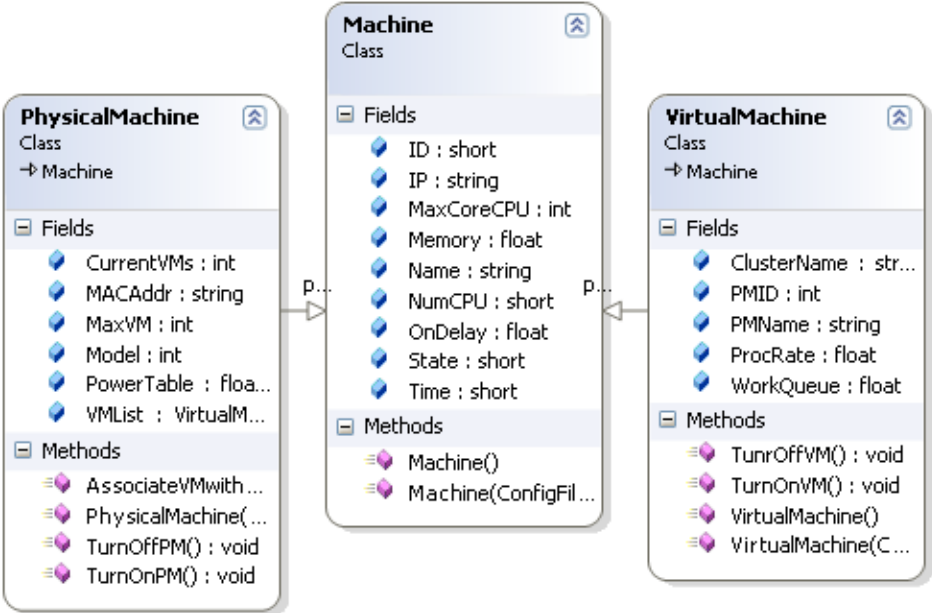 PhysicalMachine
Class
Machine
Fields
CurrentVMs : int
MACAddr : string
MaxVM : int
Model : int
PowerTable : floa...
VMList : VirtualM...
Methods
AssociateVMwith...
PhysicalMachine(...
TurnOffPM() : void
TurnOnPM() : void
p...
Machine
Class
Fields
ID : short
IP : string
MaxCoreCPU : int
Memory : float
Name : string
NumCPU : short
OnDelay : float
State : short
Time : short
Methods
Machine()
Machine(ConfigFil...
p...
VirtualMachine
Class
Machine
Fields
ClusterName : str...
PMID : int
PMName : string
ProcRate : float
WorkQueue : float
Methods
TunrOffVM() : void
TurnOnVM() : void
VirtualMachine()
VirtualMachine(C...